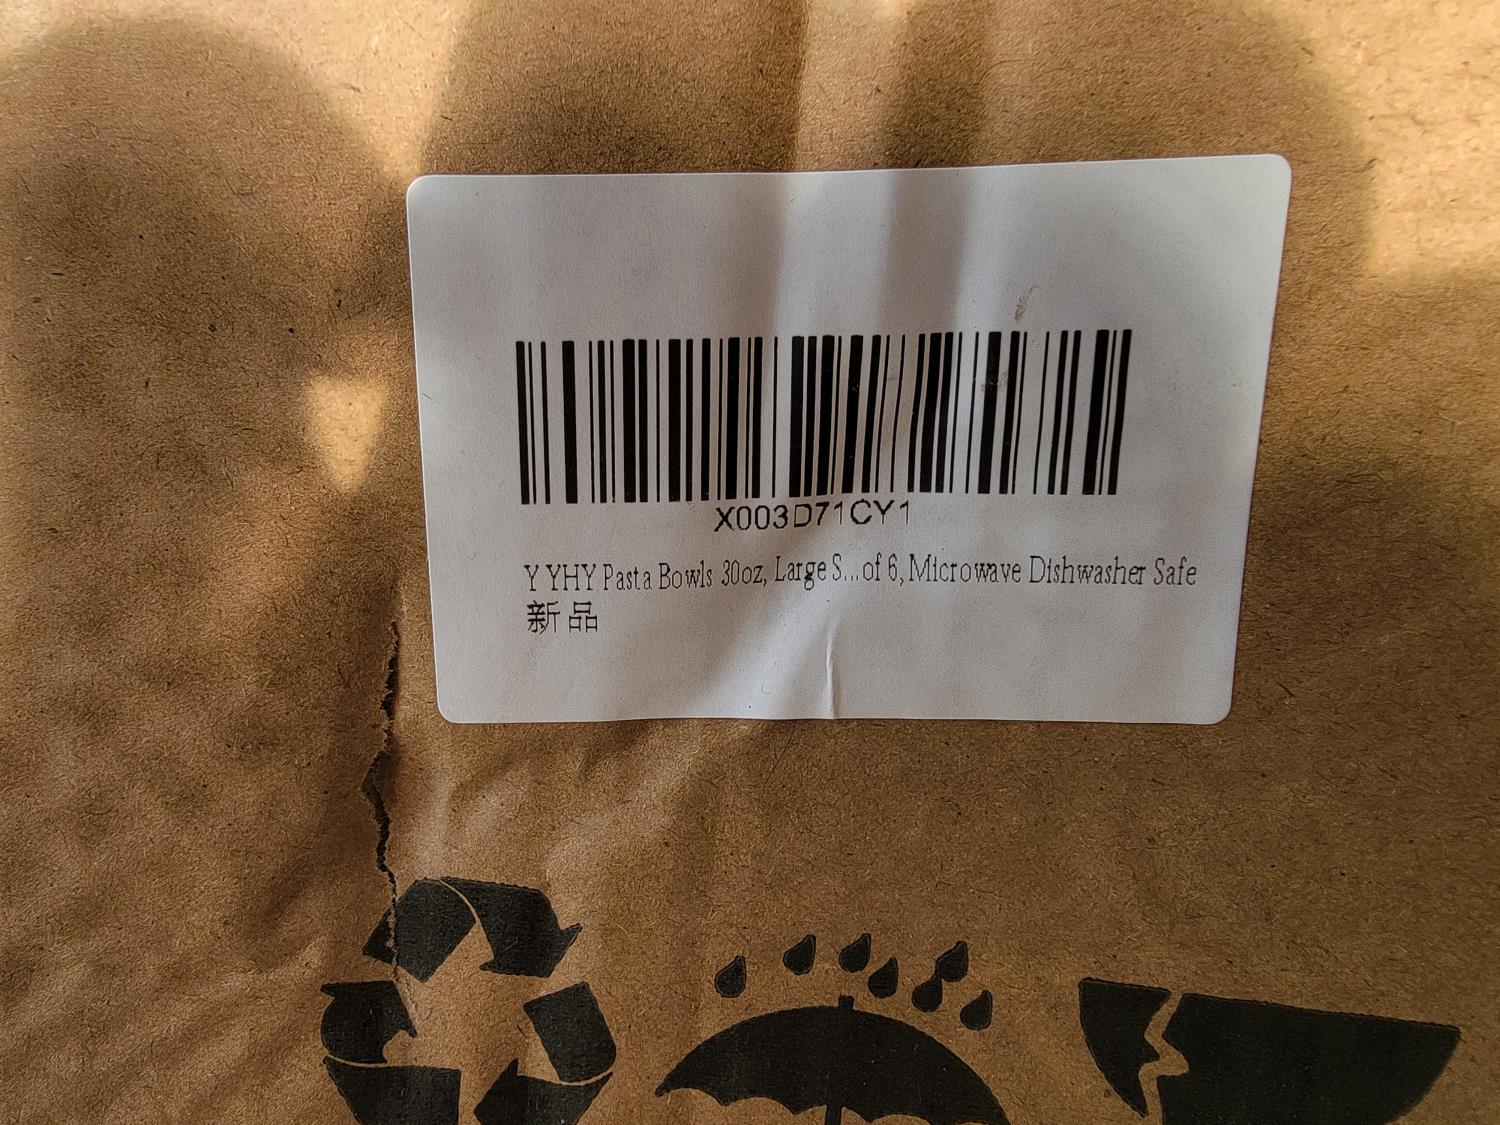 X003D71CY1
Y YHY Pasta Bowls 30oz, Large S...of 6, Microwave Dishwasher Safe
新品